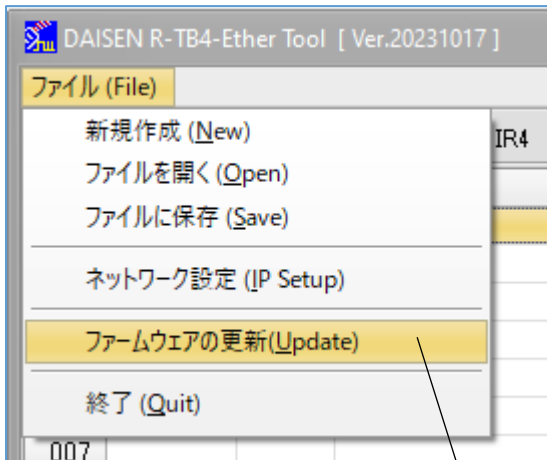 DAISEN R-TB4-Ether Tool [ Ver.20231017 ]
ファイル (File)
新規作成 (New)
IR4
ファイルを開く (Open)
ファイルに保存 (Save)
ネットワーク設定 (IP Setup)
ファームウェアの更新(Update)
終了 (Quit)
007